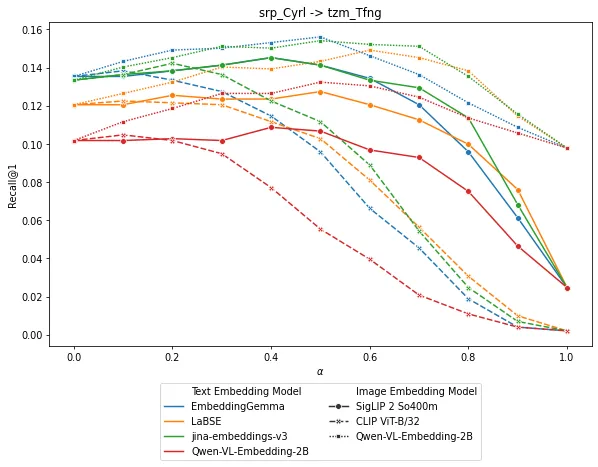 srp_Cyrl -> tzm_Tfng
0.16
0.14
0.12
0.10
0.08
0.06
0.04
0.02
0.00
Recall@1
0.0 0.2 0.4 0.6 0.8 1.0
α
Text Embedding Model Image Embedding Model
EmbeddingGemma SigLIP 2 So400m
LaBSE CLIP ViT-B/32
jina-embeddings-v3 Qwen-VL-Embedding-2B
Qwen-VL-Embedding-2B